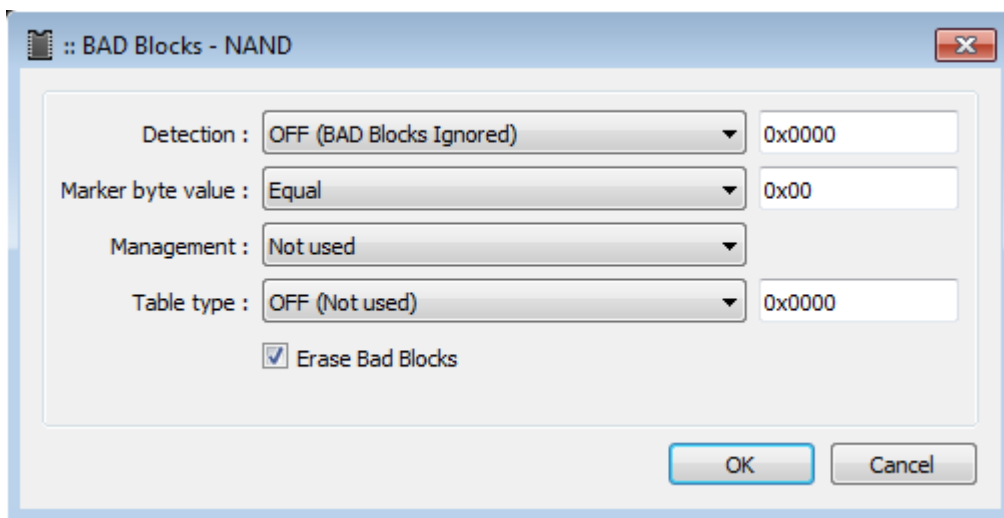 :: BAD Blocks - NAND
Detection : OFF (BAD Blocks Ignored) 0x0000
Marker byte value : Equal 0x00
Management : Not used
Table type : OFF (Not used) 0x0000
Erase Bad Blocks
OK Cancel